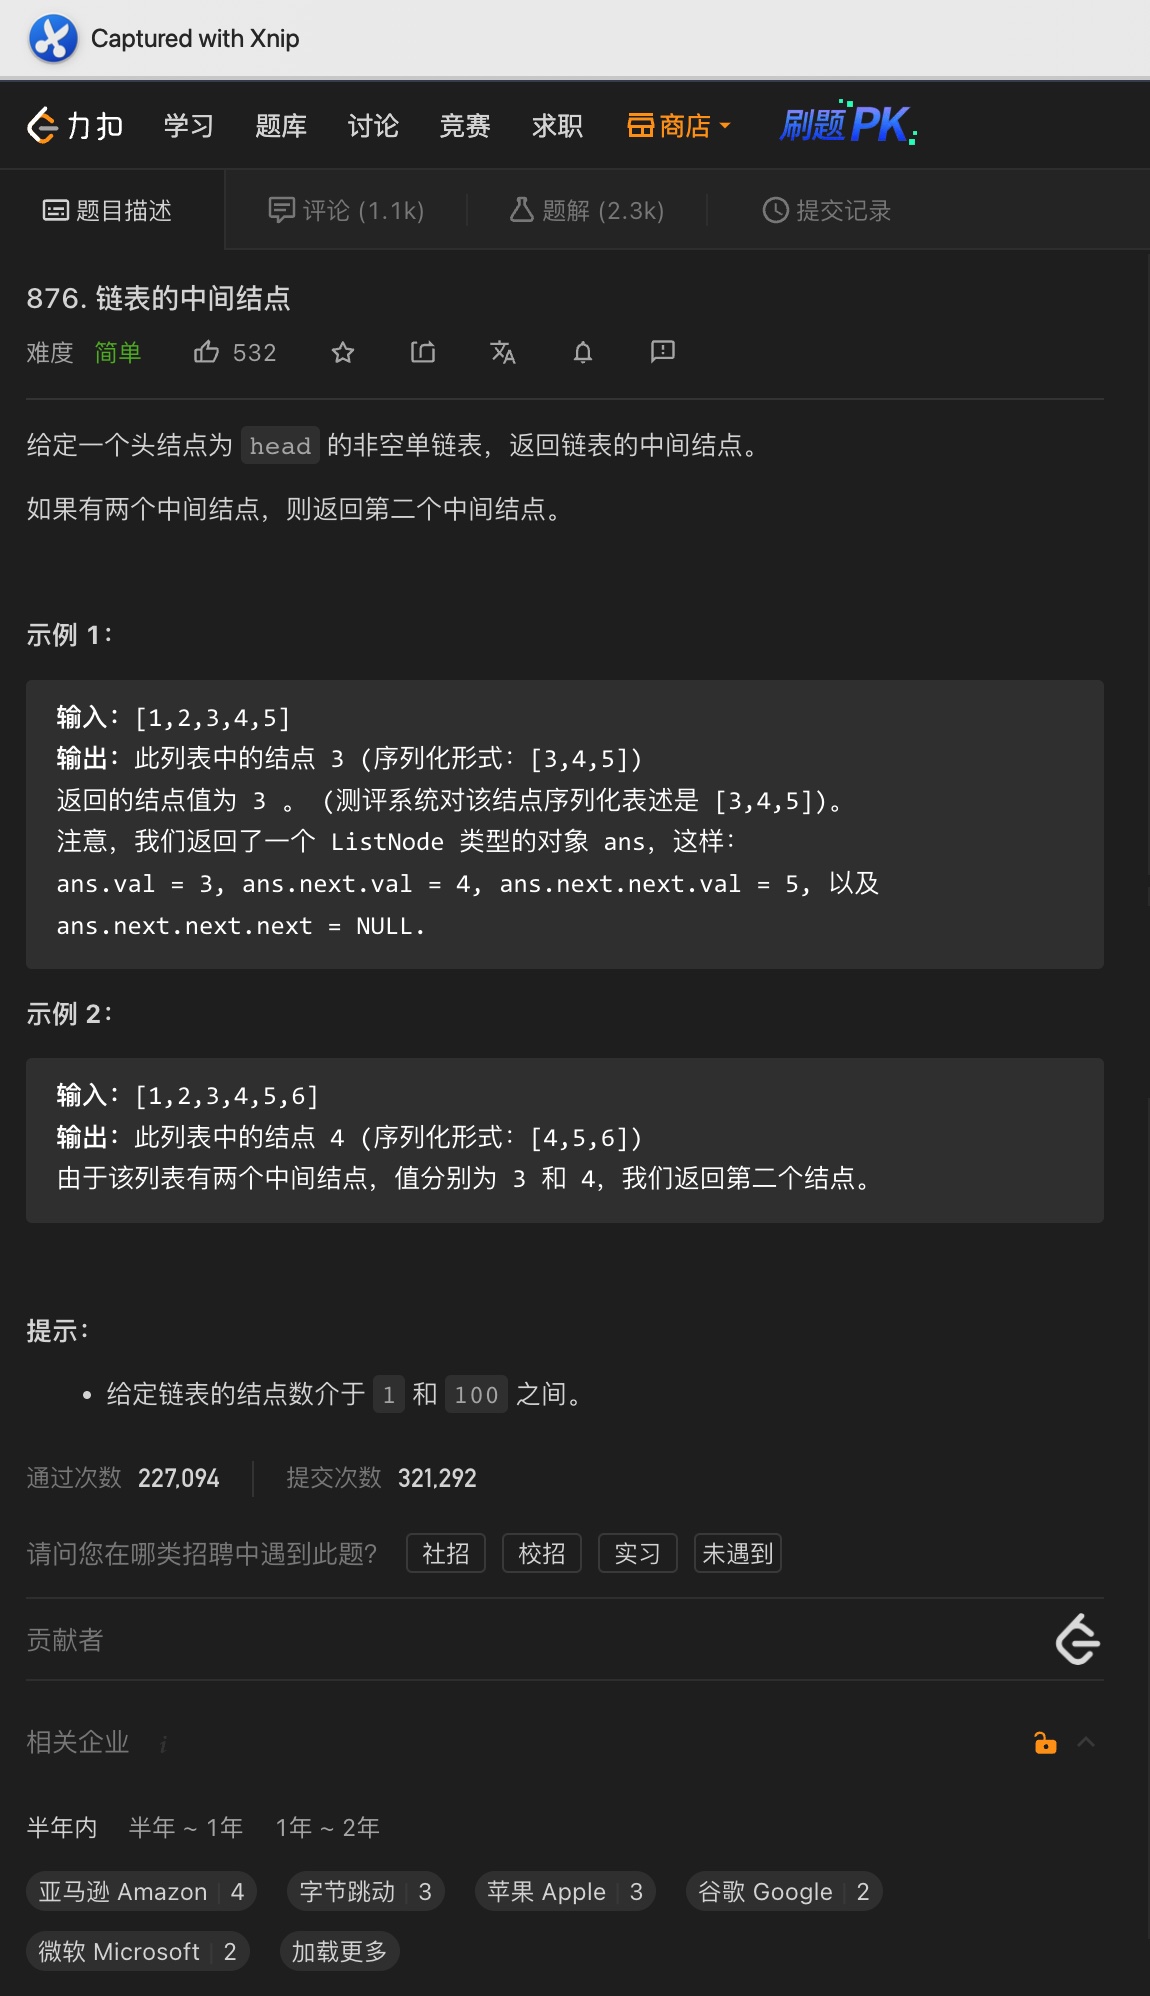 Captured with Xnip
力扣 学习 题库 讨论 竞赛 求职 商店 刷题PK
题目描述 评论 (1.1k) 题解 (2.3k) 提交记录
876. 链表的中间结点
难度 简单 532
给定一个头结点为 head 的非空单链表，返回链表的中间结点。
如果有两个中间结点，则返回第二个中间结点。
示例 1：
输入：[1,2,3,4,5]
输出：此列表中的结点 3 (序列化形式：[3,4,5])
返回的结点值为 3 。 (测评系统对该结点序列化表述是 [3,4,5])。
注意，我们返回了一个 ListNode 类型的对象 ans，这样：
ans.val = 3, ans.next.val = 4, ans.next.next.val = 5, 以及
ans.next.next.next = NULL.
示例 2：
输入：[1,2,3,4,5,6]
输出：此列表中的结点 4 (序列化形式：[4,5,6])
由于该列表有两个中间结点，值分别为 3 和 4，我们返回第二个结点。
提示：
• 给定链表的结点数介于 1 和 100 之间。
通过次数 227,094 提交次数 321,292
请问您在哪类招聘中遇到此题? 社招 校招 实习 未遇到
贡献者
相关企业 i
半年内 半年 ~ 1年 1年 ~ 2年
亚马逊 Amazon 4 字节跳动 3 苹果 Apple 3 谷歌 Google 2
微软 Microsoft 2 加载更多